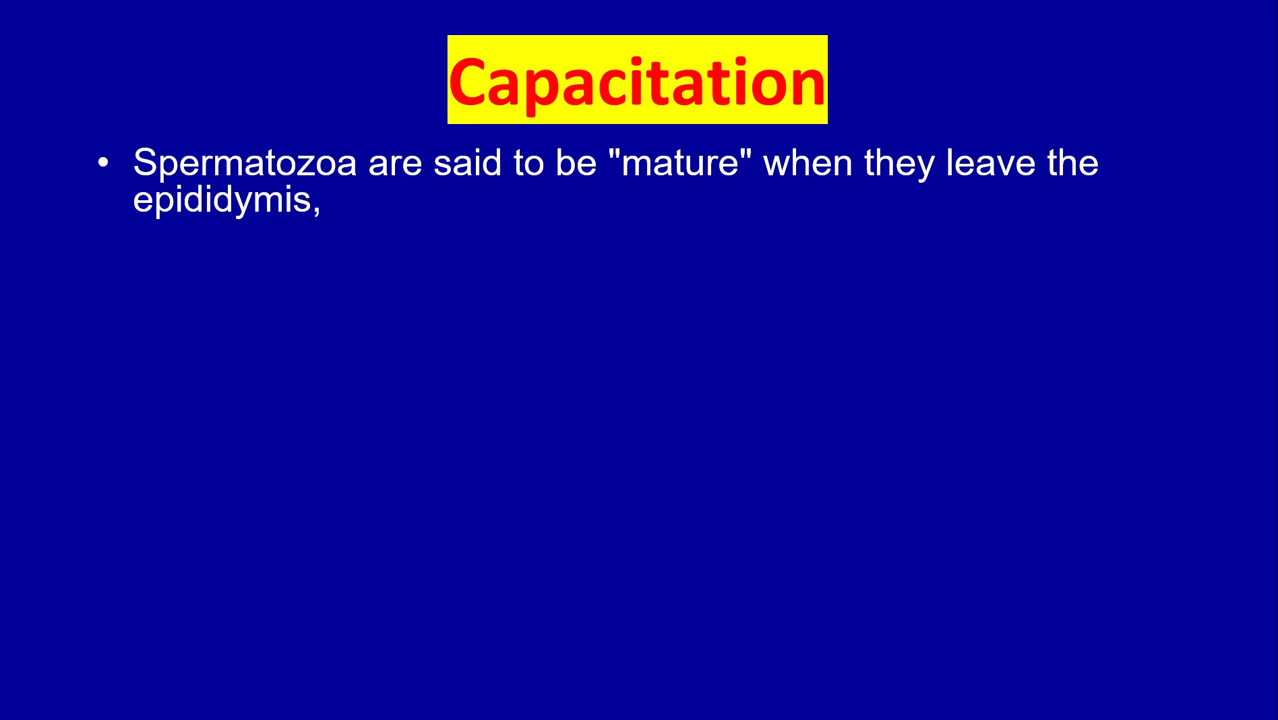 Capacitation
• Spermatozoa are said to be "mature" when they leave the
epididymis,